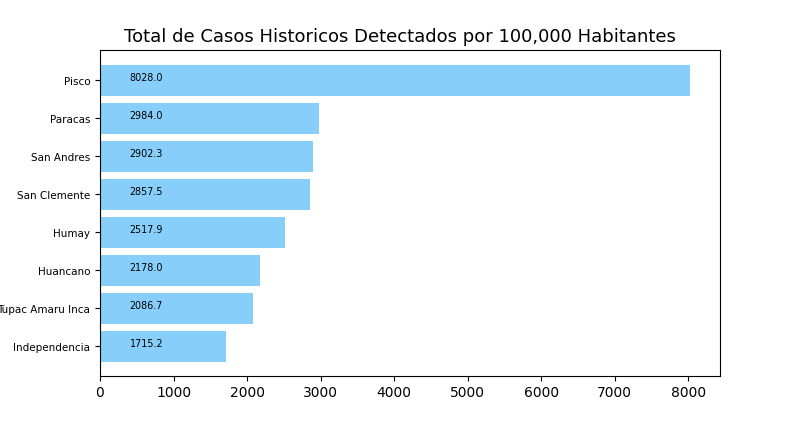 Total de Casos Historicos Detectados por 100,000 Habitantes
Pisco 8028.0
Paracas 2984.0
San Andres 2902.3
San Clemente 2857.5
Humay 2517.9
Huancano 2178.0
Tupac Amaru Inca 2086.7
Independencia 1715.2
0 1000 2000 3000 4000 5000 6000 7000 8000